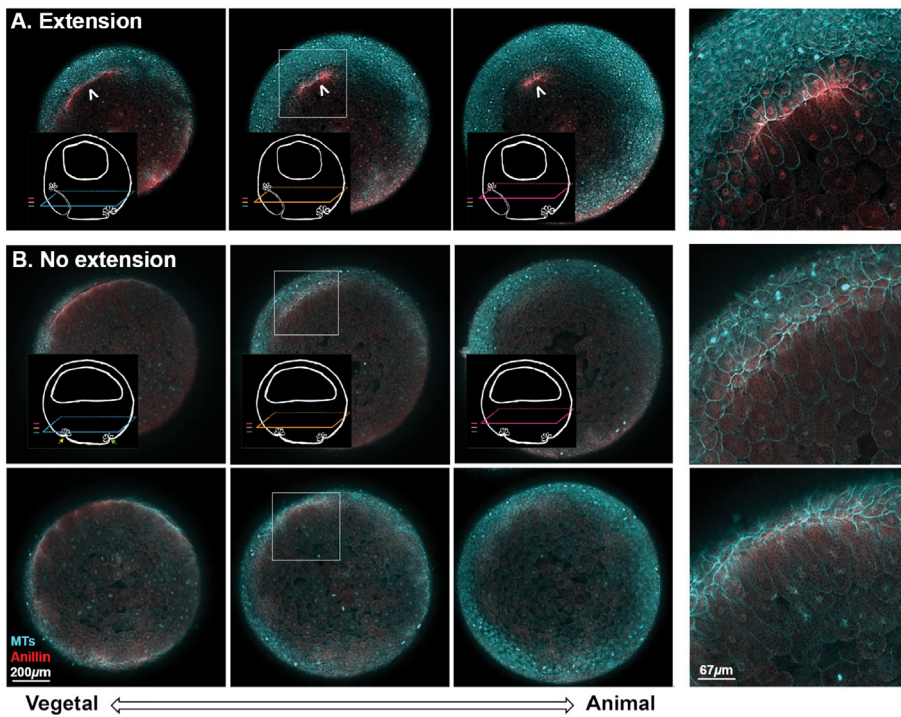 A. Extension
B. No extension
MTs
Anillin
200µm
67µm
Vegetal
Animal